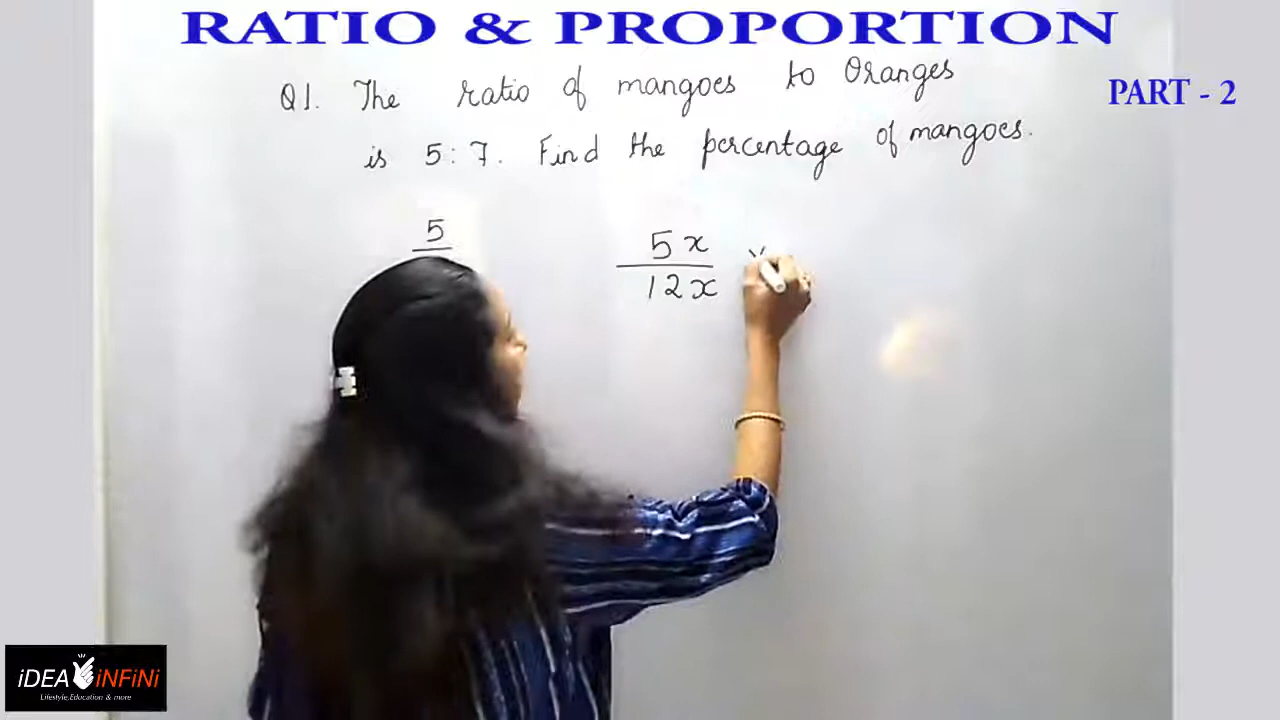 RATIO & PROPORTION
PART - 2
Q1. The ratio of mangoes to Oranges
is 5:7. Find the percentage of mangoes.
5
5x
12x
iDEA iNFiNi
Lifestyle,Education & more